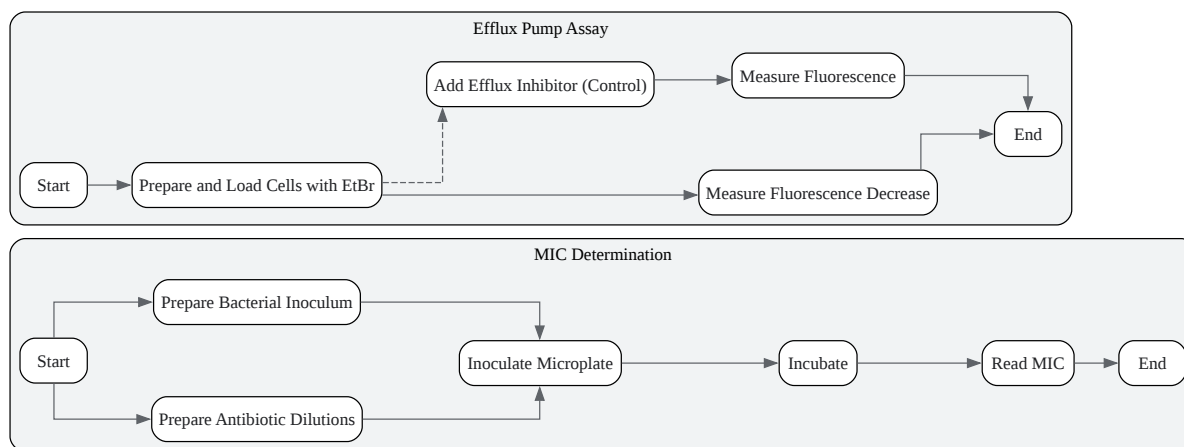 Efflux Pump Assay
Add Efflux Inhibitor (Control)
Measure Fluorescence
End
Start
Prepare and Load Cells with EtBr
Measure Fluorescence Decrease
MIC Determination
Prepare Bacterial Inoculum
Start
Inoculate Microplate
Incubate
Read MIC
End
Prepare Antibiotic Dilutions